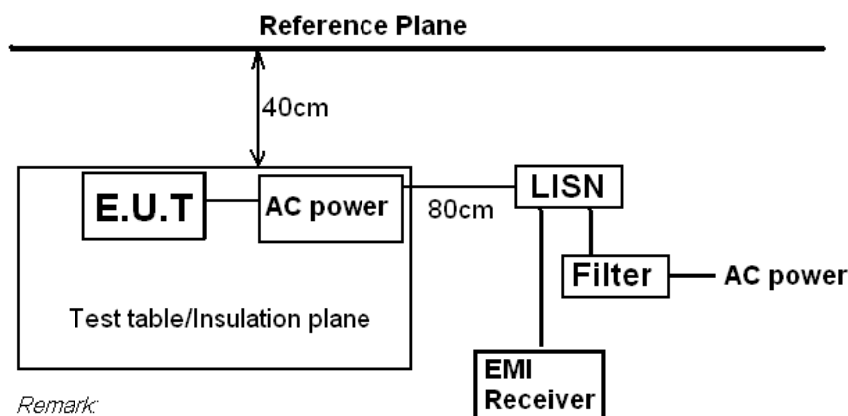 Reference Plane
40cm
E.U.T
AC power
80cm
LISN
Filter
AC power
Test table/Insulation plane
EMI
Receiver
Remark: